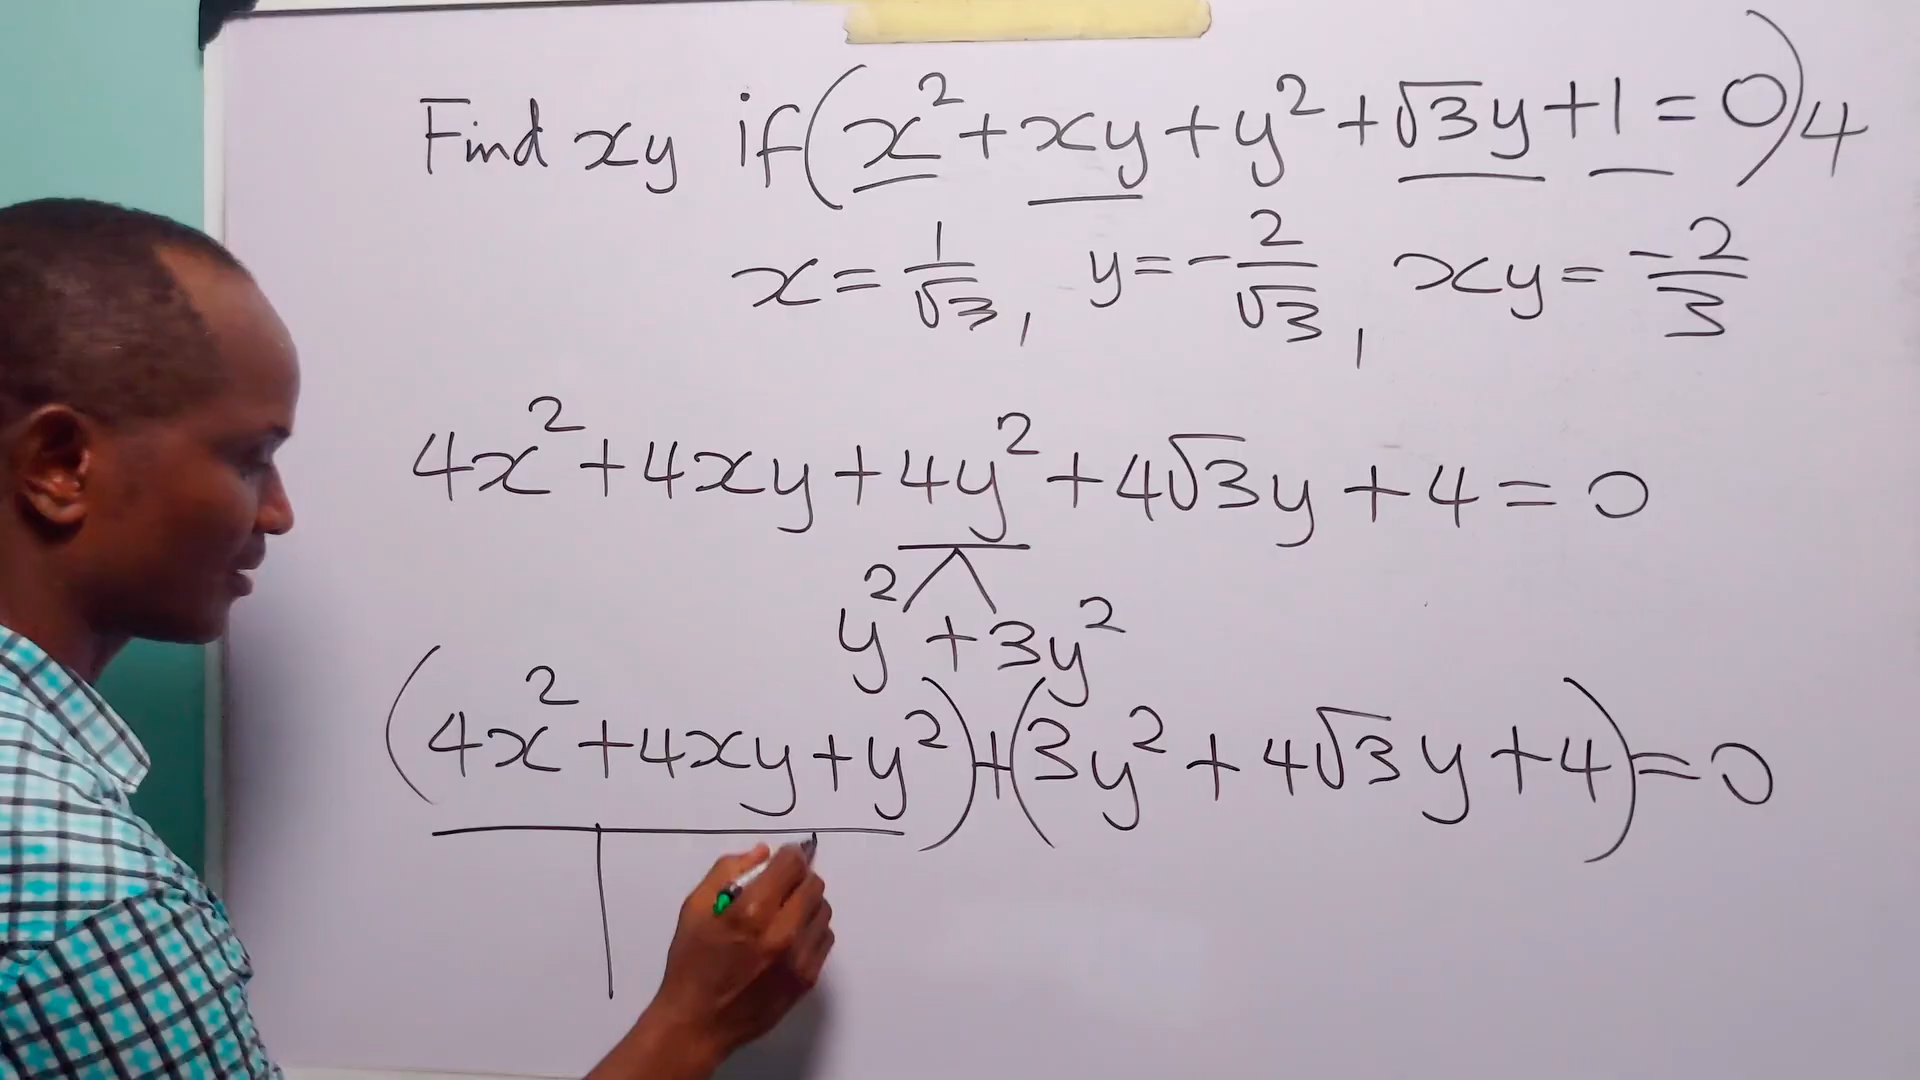 Find xy if (x² + xy + y² + √3y + 1 = 0)4
x = 1/√3, y = -2/√3, xy = -2/3
4x² + 4xy + 4y² + 4√3y + 4 = 0
y² + 3y²
(4x² + 4xy + y²) + (3y² + 4√3y + 4) = 0